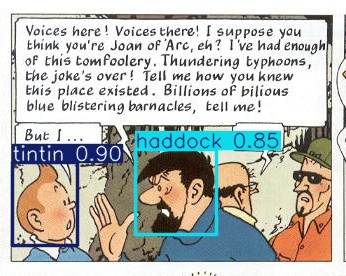 Voices here! Voices there! I suppose you
think you're Joan of Arc, eh? I've had enough
of this tomfoolery. Thundering typhoons,
the joke's over! Tell me how you knew
this place existed. Billions of bilious
blue blistering barnacles, tell me!
But I...
tintin 0.90
haddock 0.85